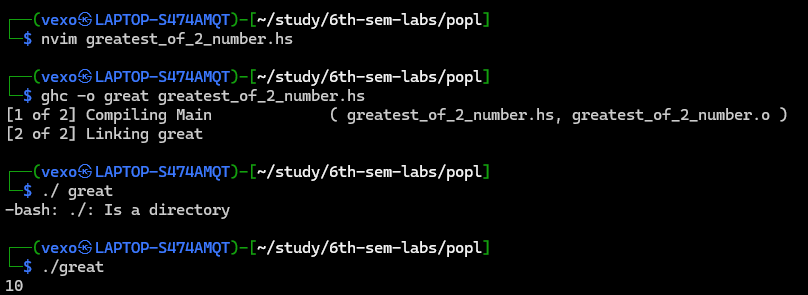 ┌──(vexo㉿LAPTOP-S474AMQT)-[~/study/6th-sem-labs/popl]
└─$ nvim greatest_of_2_number.hs
┌──(vexo㉿LAPTOP-S474AMQT)-[~/study/6th-sem-labs/popl]
└─$ ghc -o great greatest_of_2_number.hs
[1 of 2] Compiling Main             ( greatest_of_2_number.hs, greatest_of_2_number.o )
[2 of 2] Linking great
┌──(vexo㉿LAPTOP-S474AMQT)-[~/study/6th-sem-labs/popl]
└─$ ./ great
-bash: ./: Is a directory
┌──(vexo㉿LAPTOP-S474AMQT)-[~/study/6th-sem-labs/popl]
└─$ ./great
10